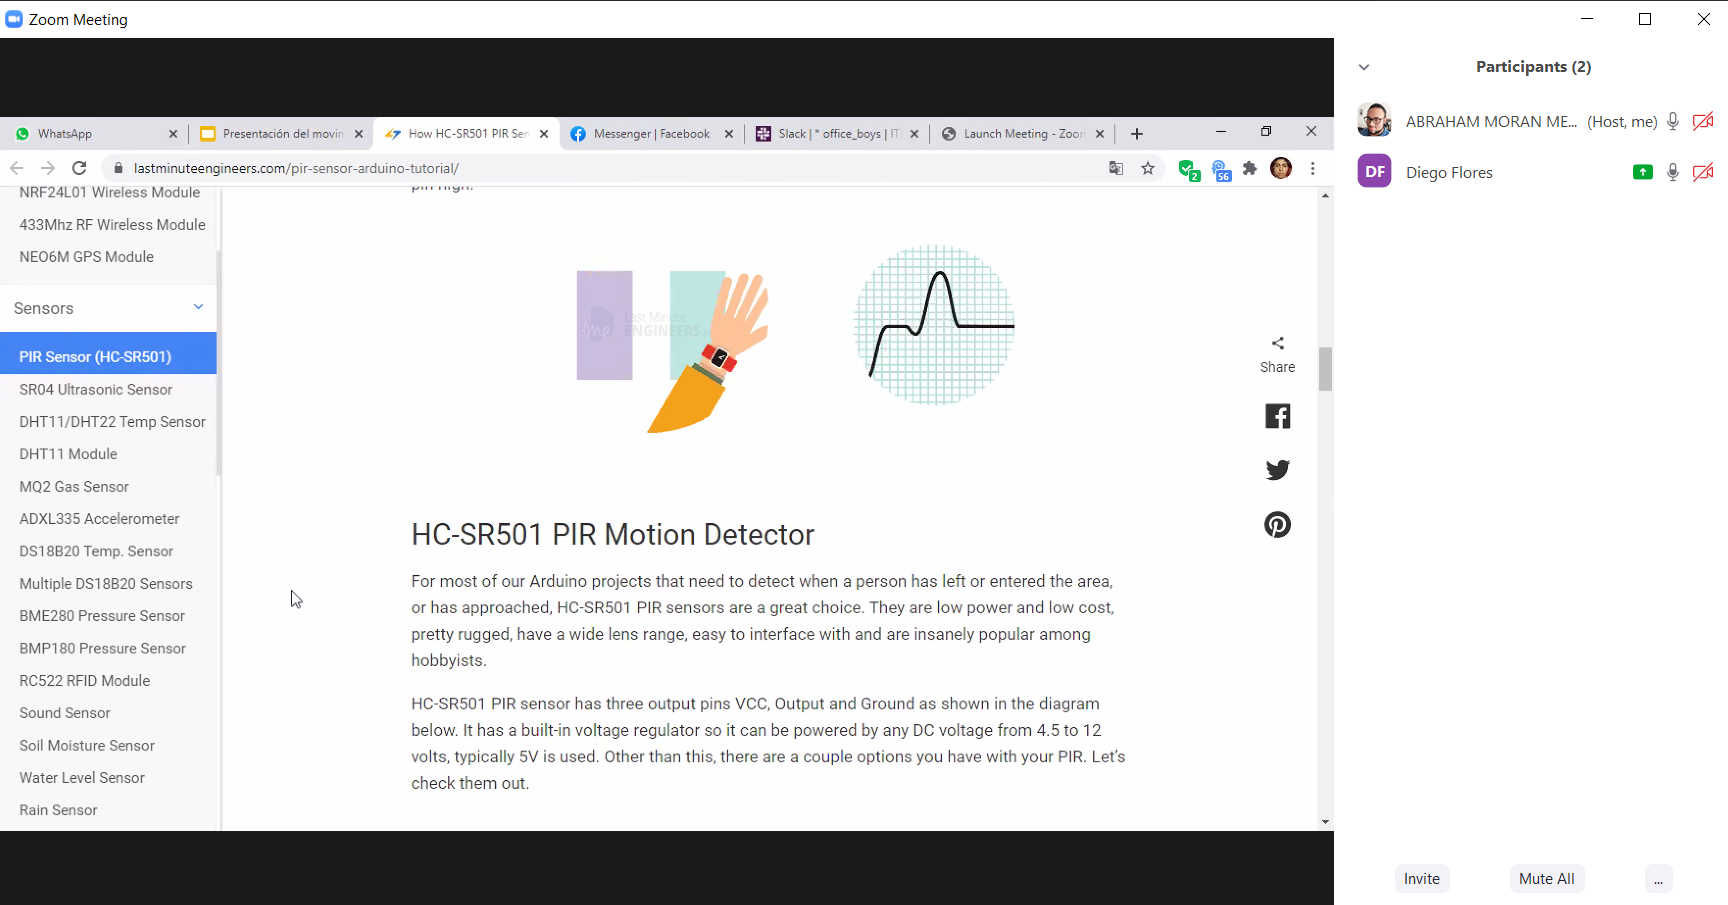 Zoom Meeting
WhatsApp
Presentación del movim
How HC-SR501 PIR Sen
Messenger | Facebook
Slack | * office_boys | IT
Launch Meeting - Zoom
lastminuteengineers.com/pir-sensor-arduino-tutorial/
2
56
NRF24L01 Wireless Module
433Mhz RF Wireless Module
NEO6M GPS Module
Sensors
PIR Sensor (HC-SR501)
SR04 Ultrasonic Sensor
DHT11/DHT22 Temp Sensor
DHT11 Module
MQ2 Gas Sensor
ADXL335 Accelerometer
DS18B20 Temp. Sensor
Multiple DS18B20 Sensors
BME280 Pressure Sensor
BMP180 Pressure Sensor
RC522 RFID Module
Sound Sensor
Soil Moisture Sensor
Water Level Sensor
Rain Sensor
pin high.
Last Minute
ENGINEERS
Share
HC-SR501 PIR Motion Detector
For most of our Arduino projects that need to detect when a person has left or entered the area,
or has approached, HC-SR501 PIR sensors are a great choice. They are low power and low cost,
pretty rugged, have a wide lens range, easy to interface with and are insanely popular among
hobbyists.
HC-SR501 PIR sensor has three output pins VCC, Output and Ground as shown in the diagram
below. It has a built-in voltage regulator so it can be powered by any DC voltage from 4.5 to 12
volts, typically 5V is used. Other than this, there are a couple options you have with your PIR. Let's
check them out.
Participants (2)
ABRAHAM MORAN ME... (Host, me)
DF
Diego Flores
Invite
Mute All
...